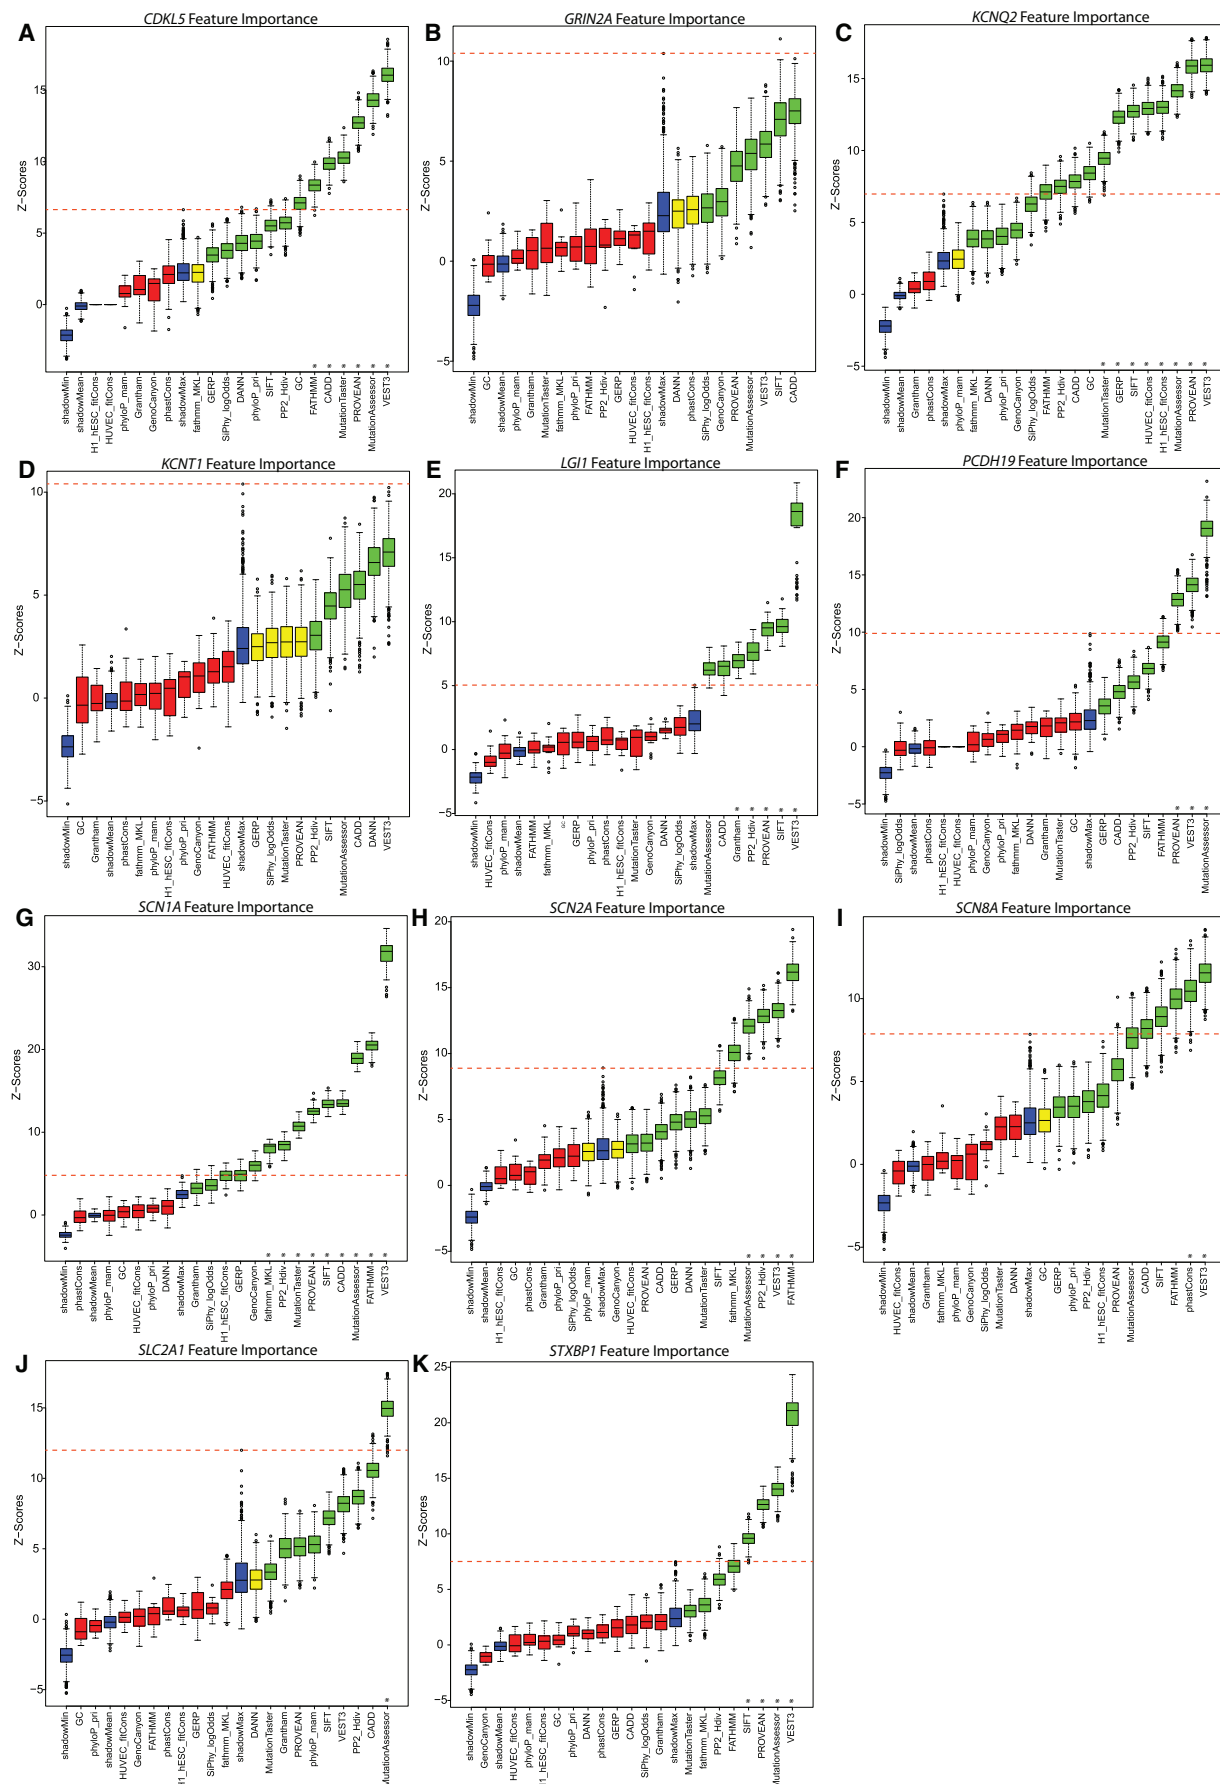 A
CDKL5 Feature Importance
Z−Scores
15
10
5
0
shadowMin
shadowMean
H1_hESC_fitCons
HUVEC_fitCons
phyloP_mam
Grantham
GenoCanyon
phastCons
shadowMax
fathmm_MKL
GERP
SiPhy_logOdds
DANN
phyloP_pri
SIFT
PP2_Hdiv
GC
FATHMM
CADD
MutationTaster
PROVEAN
MutationAssessor
VEST3
B
GRIN2A Feature Importance
Z−Scores
10
5
0
−5
shadowMin
GC
shadowMean
phyloP_mam
Grantham
MutationTaster
fathmm_MKL
phyloP_pri
FATHMM
PP2_Hdiv
GERP
HUVEC_fitCons
H1_hESC_fitCons
shadowMax
DANN
phastCons
SiPhy_logOdds
GenoCanyon
PROVEAN
MutationAssessor
VEST3
SIFT
CADD
C
KCNQ2 Feature Importance
Z−Scores
15
10
5
0
−5
shadowMin
shadowMean
Grantham
phastCons
shadowMax
phyloP_mam
fathmm_MKL
DANN
phyloP_pri
GenoCanyon
SiPhy_logOdds
FATHMM
PP2_Hdiv
CADD
GC
MutationTaster
GERP
SIFT
HUVEC_fitCons
H1_hESC_fitCons
MutationAssessor
PROVEAN
VEST3
D
KCNT1 Feature Importance
Z−Scores
10
5
0
−5
shadowMin
GC
Grantham
shadowMean
phastCons
fathmm_MKL
phyloP_mam
H1_hESC_fitCons
phyloP_pri
GenoCanyon
FATHMM
HUVEC_fitCons
shadowMax
GERP
SiPhy_logOdds
MutationTaster
PROVEAN
PP2_Hdiv
SIFT
MutationAssessor
CADD
DANN
VEST3
E
LGI1 Feature Importance
Z−Scores
20
15
10
5
0
−5
shadowMin
HUVEC_fitCons
phyloP_mam
shadowMean
FATHMM
fathmm_MKL
GC
GERP
phyloP_pri
phastCons
H1_hESC_fitCons
MutationTaster
GenoCanyon
DANN
SiPhy_logOdds
shadowMax
MutationAssessor
CADD
Grantham
PP2_Hdiv
PROVEAN
SIFT
VEST3
F
PCDH19 Feature Importance
Z−Scores
20
15
10
5
0
−5
shadowMin
SiPhy_logOdds
shadowMean
phastCons
H1_hESC_fitCons
HUVEC_fitCons
phyloP_mam
GenoCanyon
phyloP_pri
fathmm_MKL
DANN
Grantham
MutationTaster
GC
shadowMax
GERP
CADD
PP2_Hdiv
SIFT
FATHMM
PROVEAN
VEST3
MutationAssessor
G
SCN1A Feature Importance
Z−Scores
30
20
10
0
shadowMin
phastCons
shadowMean
phyloP_mam
GC
HUVEC_fitCons
phyloP_pri
DANN
shadowMax
Grantham
SiPhy_logOdds
H1_hESC_fitCons
GERP
GenoCanyon
fathmm_MKL
PP2_Hdiv
MutationTaster
PROVEAN
SIFT
CADD
MutationAssessor
FATHMM
VEST3
H
SCN2A Feature Importance
Z−Scores
20
15
10
5
0
−5
shadowMin
shadowMean
H1_hESC_fitCons
GC
phastCons
Grantham
phyloP_pri
SiPhy_logOdds
phyloP_mam
shadowMax
GenoCanyon
HUVEC_fitCons
PROVEAN
CADD
GERP
DANN
MutationTaster
SIFT
fathmm_MKL
MutationAssessor
PP2_Hdiv
VEST3
FATHMM
I
SCN8A Feature Importance
Z−Scores
10
5
0
−5
shadowMin
HUVEC_fitCons
shadowMean
Grantham
fathmm_MKL
phyloP_mam
GenoCanyon
SiPhy_logOdds
MutationTaster
DANN
shadowMax
GC
GERP
phyloP_pri
PP2_Hdiv
H1_hESC_fitCons
PROVEAN
MutationAssessor
CADD
SIFT
FATHMM
phastCons
VEST3
J
SLC2A1 Feature Importance
Z−Scores
15
10
5
0
−5
shadowMin
GC
phyloP_pri
shadowMean
HUVEC_fitCons
GenoCanyon
FATHMM
phastCons
H1_hESC_fitCons
GERP
SiPhy_logOdds
fathmm_MKL
shadowMax
DANN
MutationTaster
Grantham
PROVEAN
phyloP_mam
SIFT
VEST3
PP2_Hdiv
CADD
MutationAssessor
K
STXBP1 Feature Importance
Z−Scores
25
20
15
10
5
0
−5
shadowMin
GenoCanyon
shadowMean
HUVEC_fitCons
phyloP_mam
H1_hESC_fitCons
GC
phyloP_pri
DANN
phastCons
GERP
CADD
SiPhy_logOdds
Grantham
shadowMax
MutationTaster
fathmm_MKL
PP2_Hdiv
FATHMM
SIFT
PROVEAN
MutationAssessor
VEST3